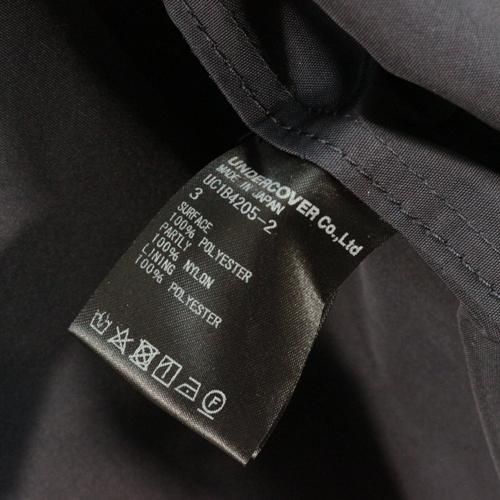 UNDERCOVER Co.,Ltd
MADE IN JAPAN
UC1B4205-2
3
SURFACE
100% POLYESTER
PARTLY
100% NYLON
LINING
100% POLYESTER
F